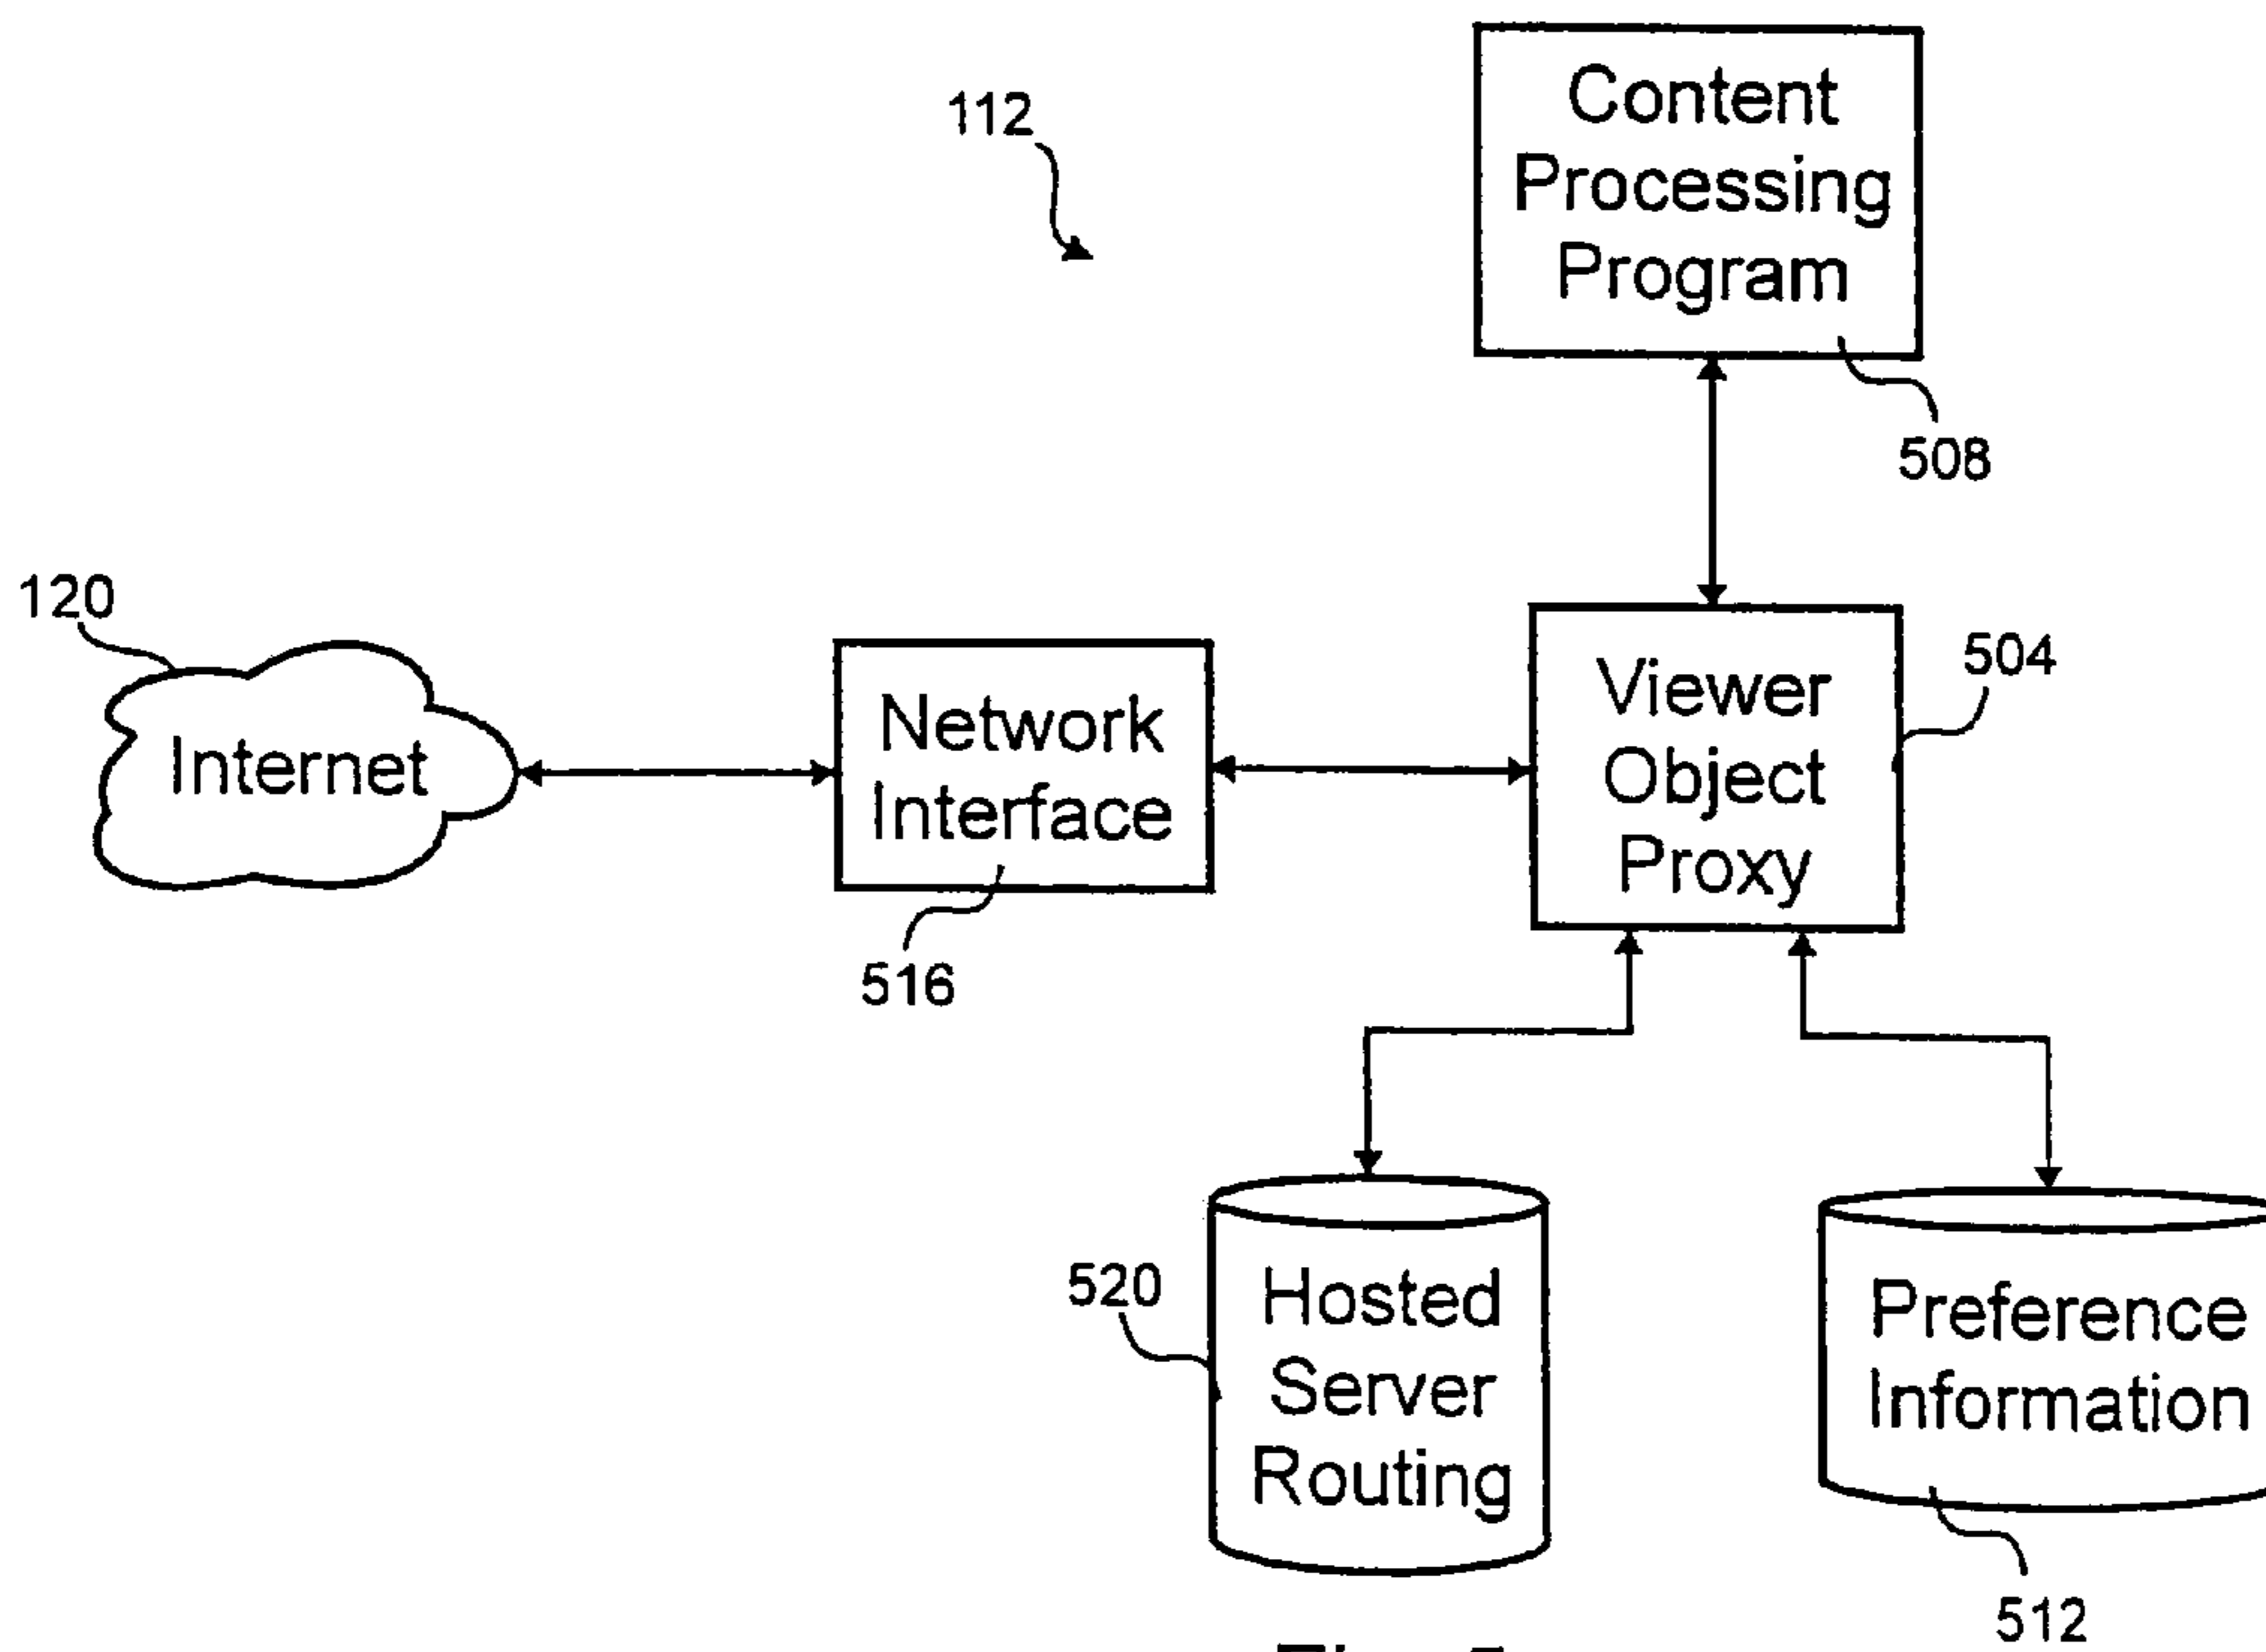 112
Content
Processing
Program
508
120
Internet
Network
Interface
516
Viewer
Object
Proxy
504
520
Hosted
Server
Routing
Preference
Information
512